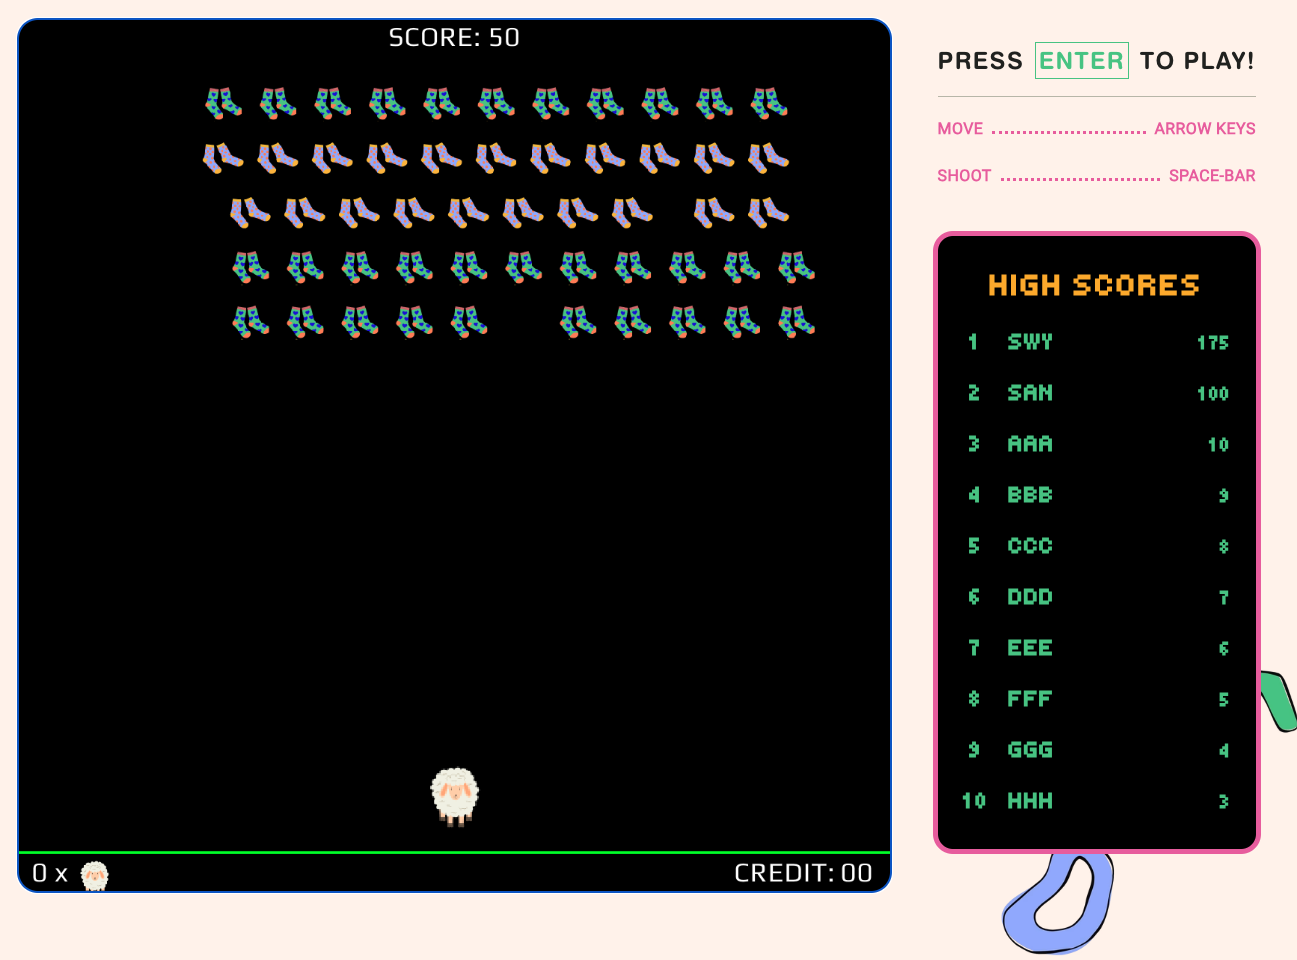 SCORE: 50
PRESS ENTER TO PLAY!
MOVE ARROW KEYS
SHOOT SPACE-BAR
HIGH SCORES
1 SWY 175
2 SAN 100
3 AAA 10
4 BBB 9
5 CCC 8
6 DDD 7
7 EEE 6
8 FFF 5
9 GGG 4
10 HHH 3
0 x
CREDIT: 00